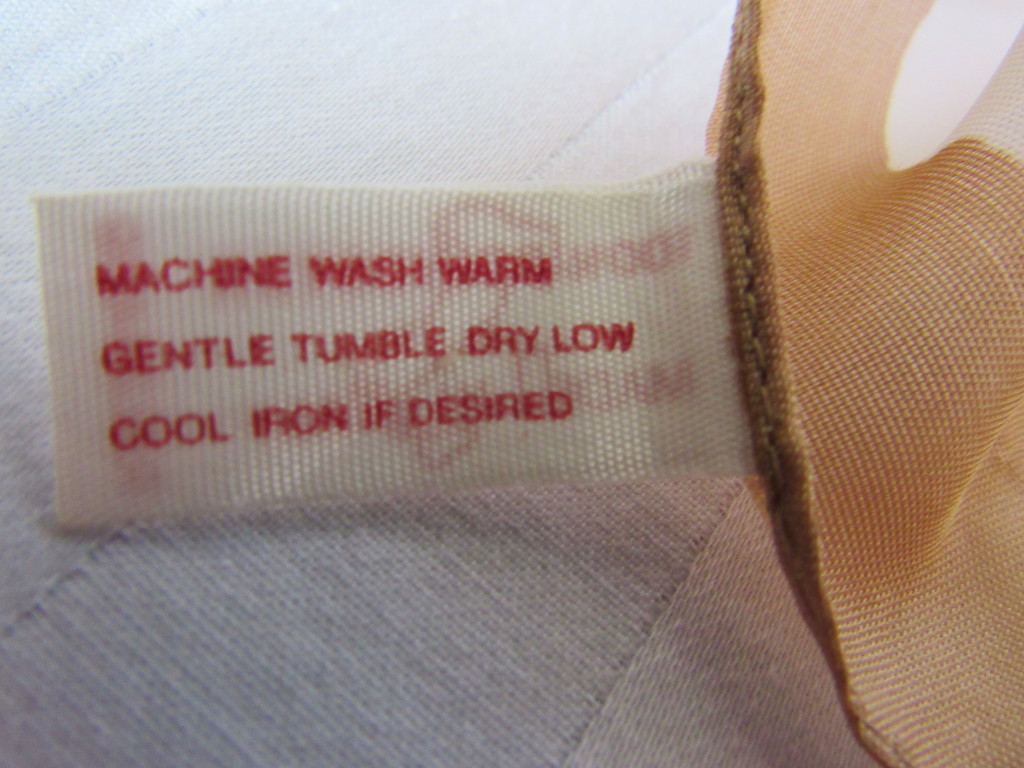 MACHINE WASH WARM
GENTLE TUMBLE DRY LOW
COOL IRON IF DESIRED